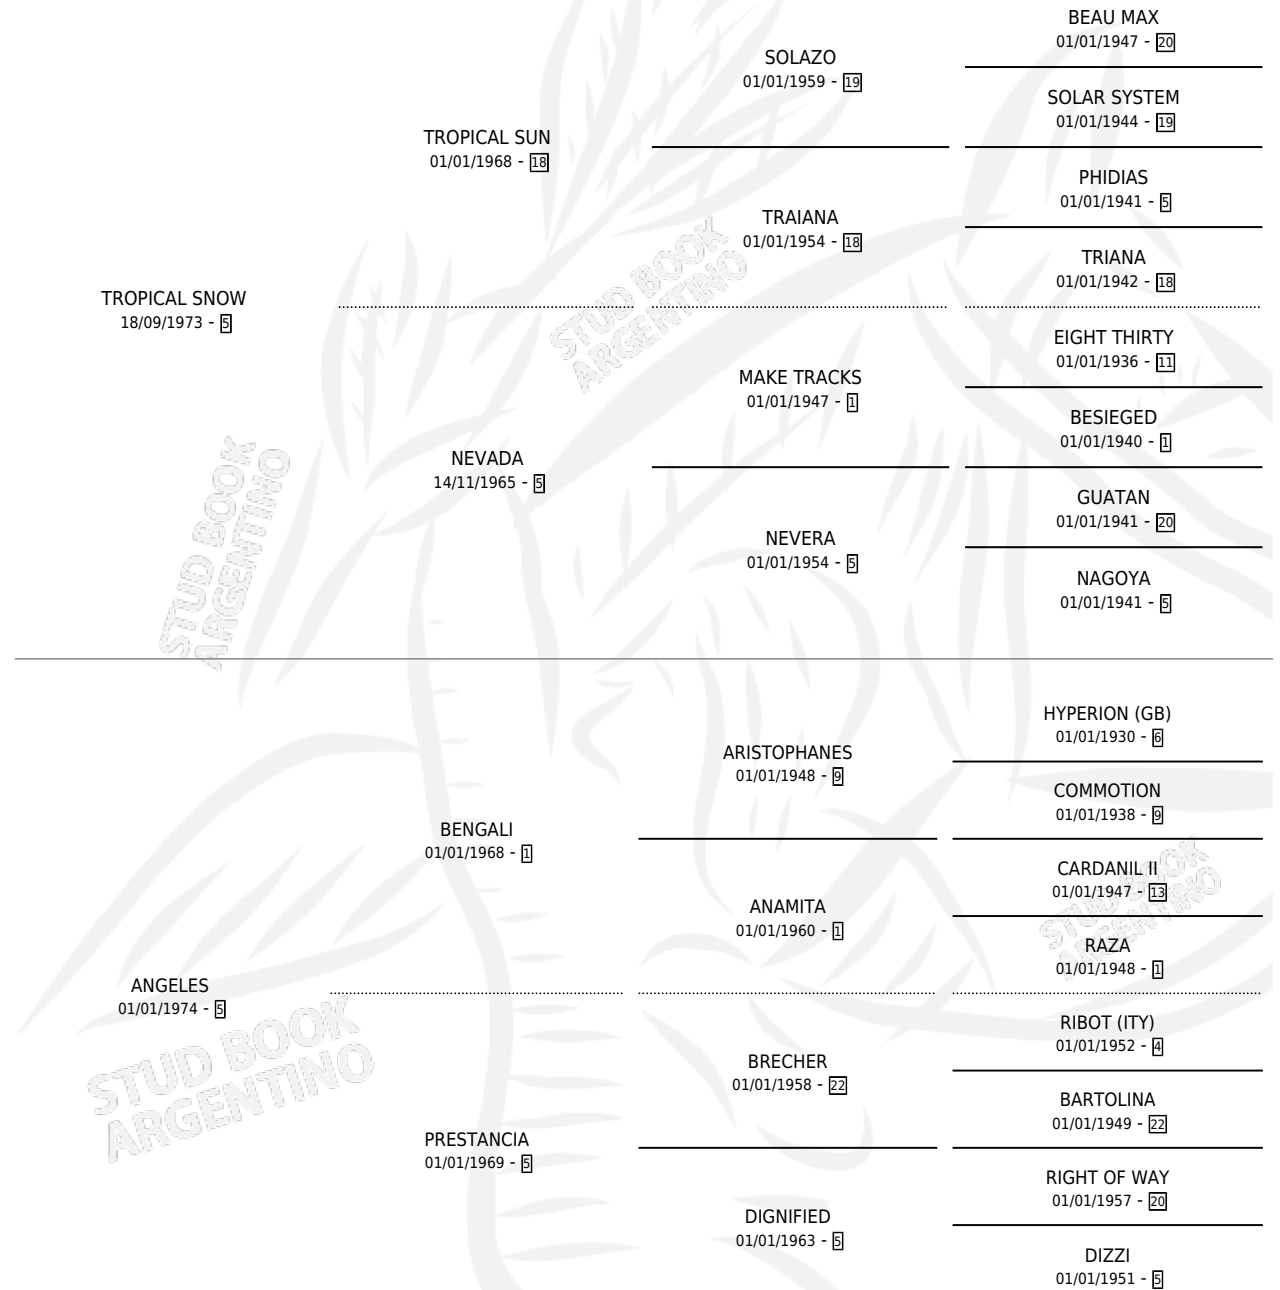 BEAU MAX
01/01/1947 - 20
SOLAZO
01/01/1959 - 19
SOLAR SYSTEM
01/01/1944 - 19
TROPICAL SUN
01/01/1968 - 18
PHIDIAS
01/01/1941 - 5
TRAIANA
01/01/1954 - 18
TRIANA
01/01/1942 - 18
TROPICAL SNOW
18/09/1973 - 5
STUD BOOK
ARGENTINO
EIGHT THIRTY
01/01/1936 - 11
MAKE TRACKS
01/01/1947 - 1
BESIEGED
01/01/1940 - 1
NEVADA
14/11/1965 - 5
GUATAN
01/01/1941 - 20
NEVERA
01/01/1954 - 5
NAGOYA
01/01/1941 - 5
STUD BOOK
ARGENTINO
HYPERION (GB)
01/01/1930 - 6
ARISTOPHANES
01/01/1948 - 9
COMMOTION
01/01/1938 - 9
BENGALI
01/01/1968 - 1
CARDANIL II
01/01/1947 - 13
STUD BOOK
ARGENTINO
ANAMITA
01/01/1960 - 1
RAZA
01/01/1948 - 1
ANGELES
01/01/1974 - 5
STUD BOOK
ARGENTINO
RIBOT (ITY)
01/01/1952 - 4
BRECHER
01/01/1958 - 22
BARTOLINA
01/01/1949 - 22
PRESTANCIA
01/01/1969 - 5
RIGHT OF WAY
01/01/1957 - 20
DIGNIFIED
01/01/1963 - 5
DIZZI
01/01/1951 - 5